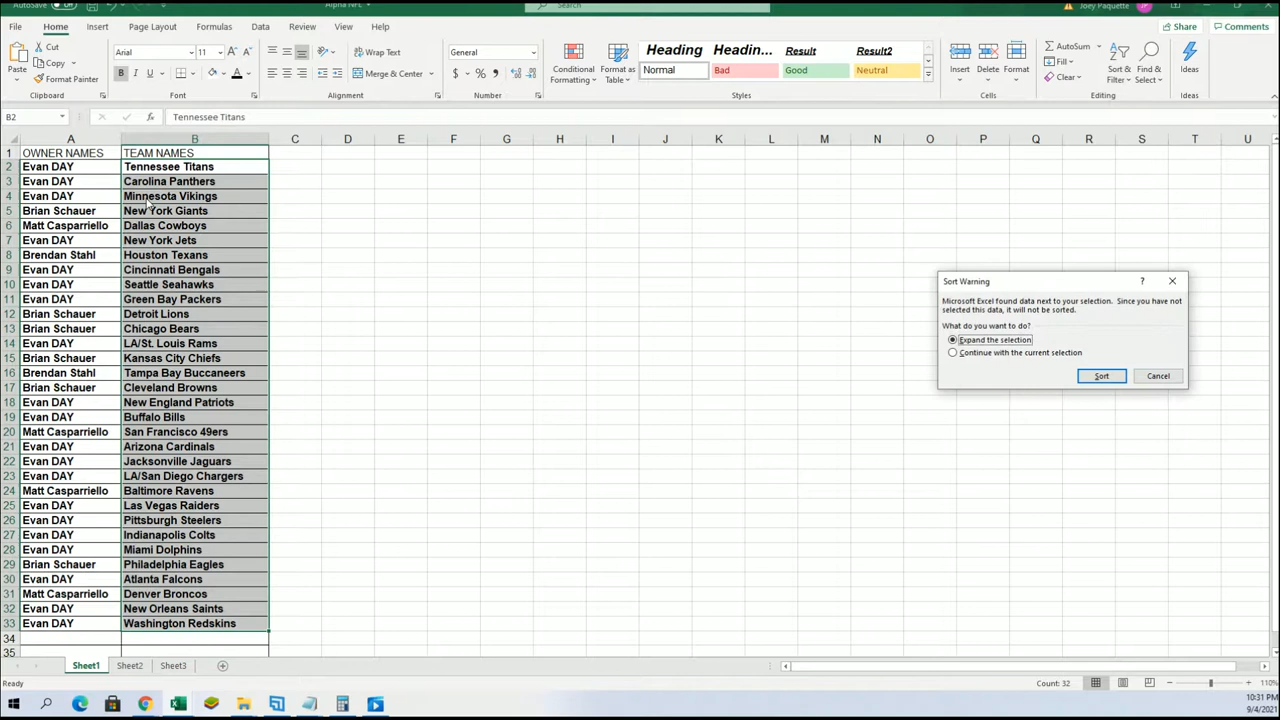 AutoSave Off
Alpha NFL
Search
Joey Paquette
JP
File Home Insert Page Layout Formulas Data Review View Help
Share Comments
Paste
Cut
Copy
Format Painter
Clipboard
Arial 11
B I U
Font
Wrap Text
Merge & Center
Alignment
General
$ % 9
Number
Conditional Formatting
Format as Table
Heading Headin... Result Result2
Normal Bad Good Neutral
Styles
Insert Delete Format
Cells
AutoSum
Fill
Clear
Sort & Filter
Find & Select
Editing
Ideas
Ideas
B2 fx Tennessee Titans
A B C D E F G H I J K L M N O P Q R S T U
1 OWNER NAMES TEAM NAMES
2 Evan DAY Tennessee Titans
3 Evan DAY Carolina Panthers
4 Evan DAY Minnesota Vikings
5 Brian Schauer New York Giants
6 Matt Casparriello Dallas Cowboys
7 Evan DAY New York Jets
8 Brendan Stahl Houston Texans
9 Evan DAY Cincinnati Bengals
10 Evan DAY Seattle Seahawks
11 Evan DAY Green Bay Packers
12 Brian Schauer Detroit Lions
13 Brian Schauer Chicago Bears
14 Evan DAY LA/St. Louis Rams
15 Brian Schauer Kansas City Chiefs
16 Brendan Stahl Tampa Bay Buccaneers
17 Brian Schauer Cleveland Browns
18 Evan DAY New England Patriots
19 Evan DAY Buffalo Bills
20 Matt Casparriello San Francisco 49ers
21 Evan DAY Arizona Cardinals
22 Evan DAY Jacksonville Jaguars
23 Evan DAY LA/San Diego Chargers
24 Matt Casparriello Baltimore Ravens
25 Evan DAY Las Vegas Raiders
26 Evan DAY Pittsburgh Steelers
27 Evan DAY Indianapolis Colts
28 Evan DAY Miami Dolphins
29 Brian Schauer Philadelphia Eagles
30 Evan DAY Atlanta Falcons
31 Matt Casparriello Denver Broncos
32 Evan DAY New Orleans Saints
33 Evan DAY Washington Redskins
34
35
Sort Warning ?
Microsoft Excel found data next to your selection. Since you have not
selected this data, it will not be sorted.
What do you want to do?
Expand the selection
Continue with the current selection
Sort Cancel
Sheet1 Sheet2 Sheet3
Ready
Count: 32
110%
10:31 PM
9/4/2021